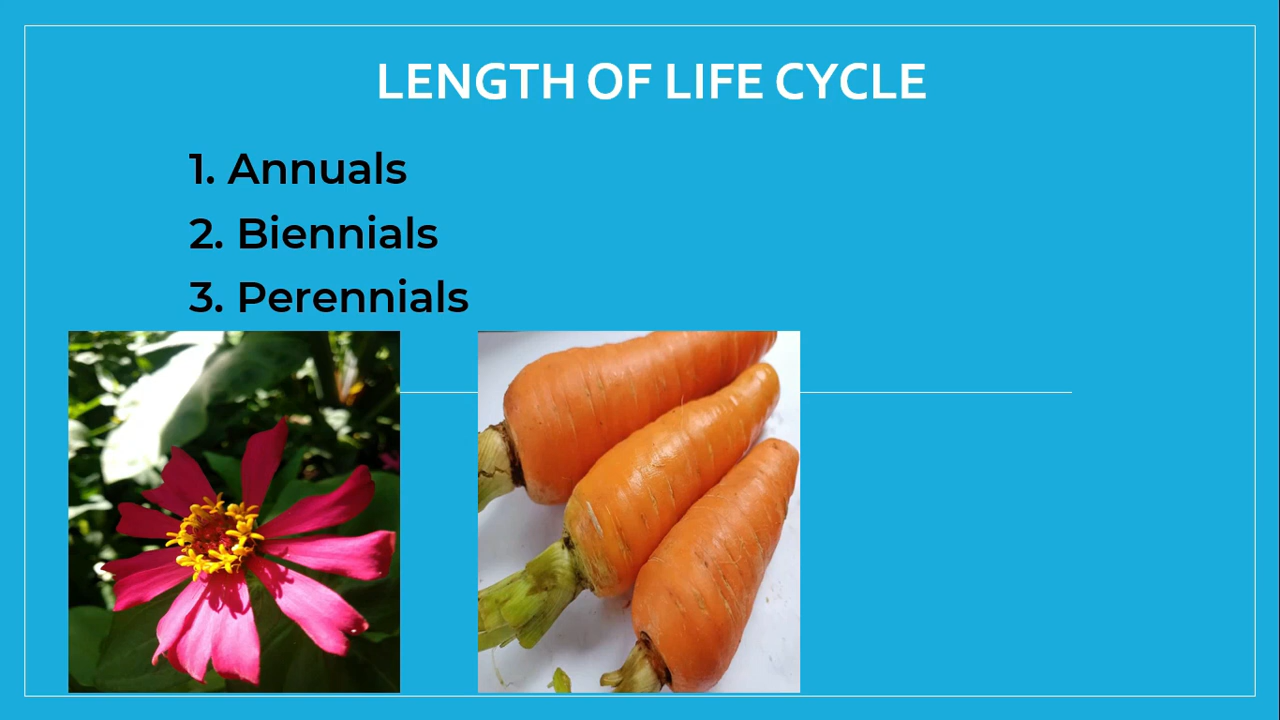 LENGTH OF LIFE CYCLE
1. Annuals
2. Biennials
3. Perennials